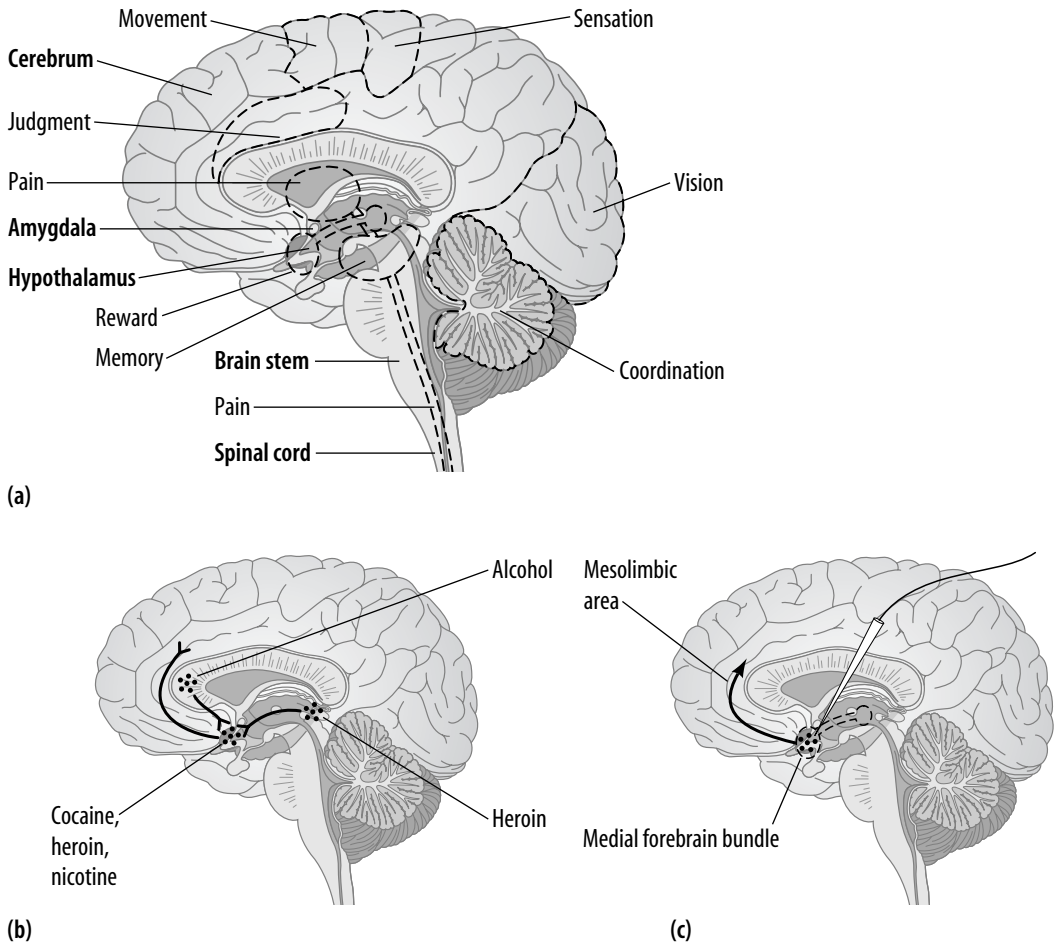 Movement
Sensation
Cerebrum
Judgment
Pain
Vision
Amygdala
Hypothalamus
Reward
Memory
Brain stem
Coordination
Pain
Spinal cord
(a)
Alcohol
Cocaine,
heroin,
nicotine
Heroin
(b)
Mesolimbic
area
Medial forebrain bundle
(c)